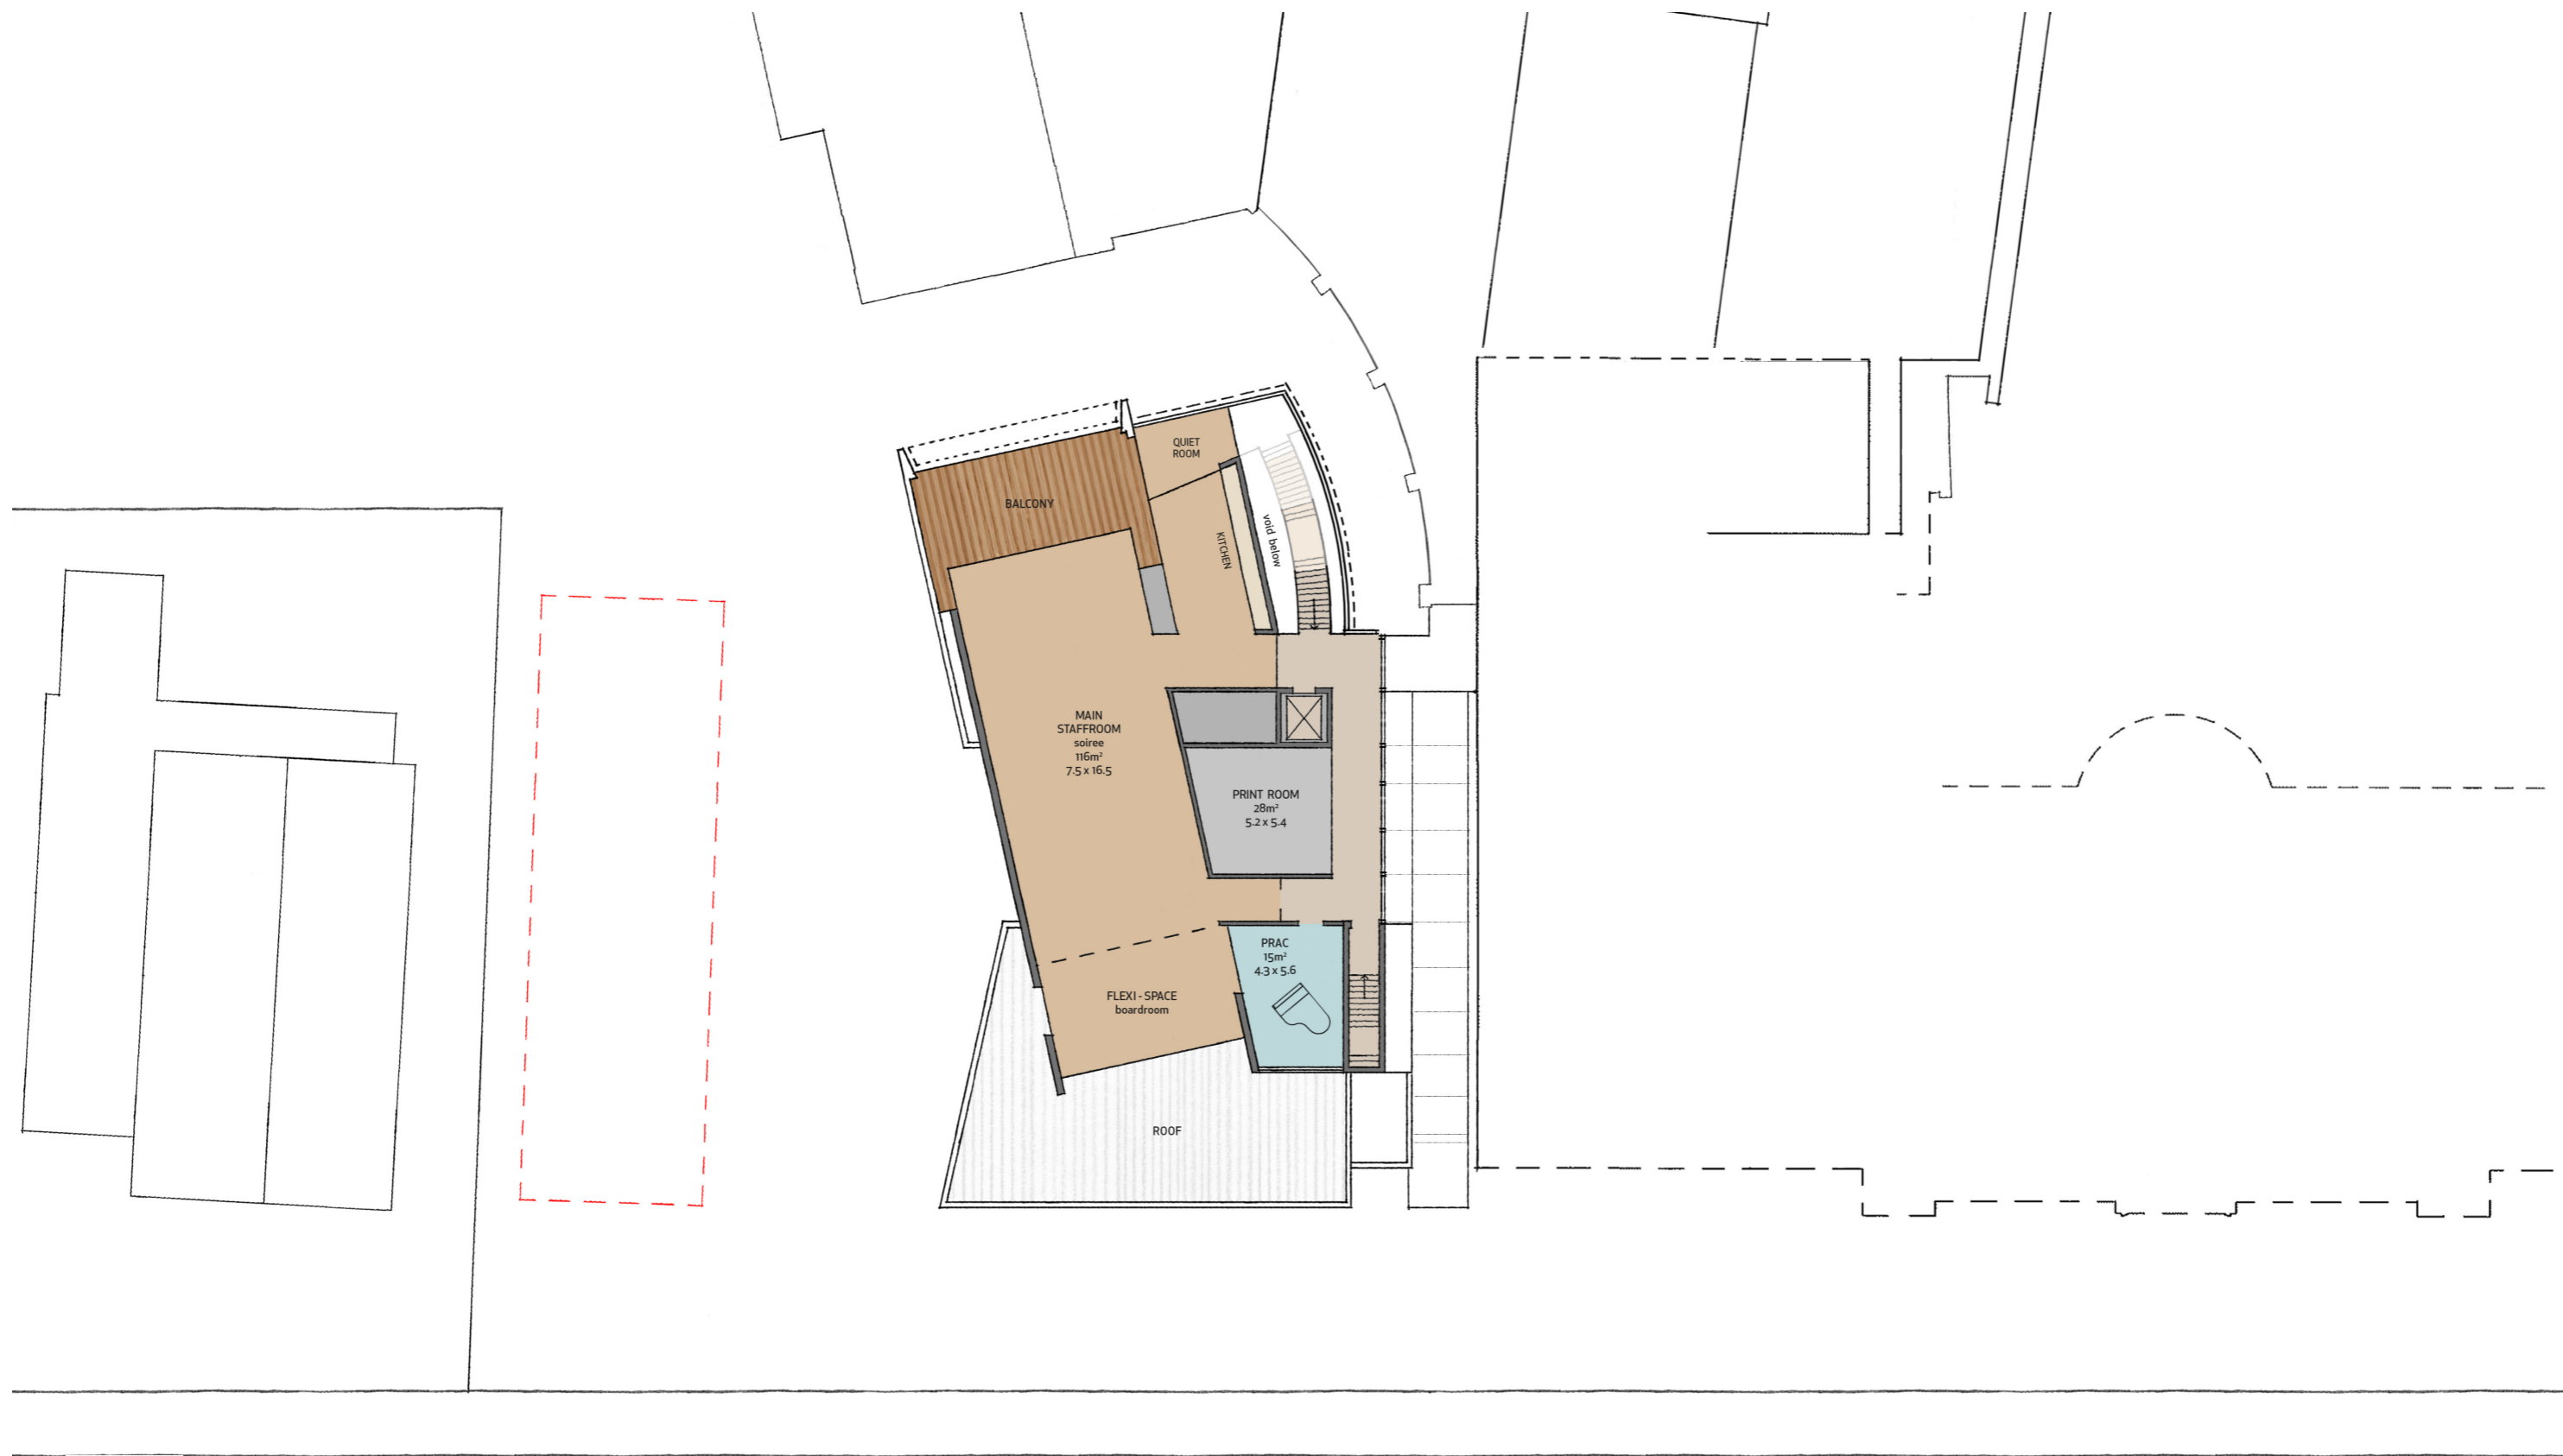 QUIET
ROOM
BALCONY
KITCHEN
void below
MAIN
STAFFROOM
soiree
116m²
7.5 x 16.5
PRINT ROOM
28m²
5.2 x 5.4
PRAC
15m²
4.3 x 5.6
FLEXI - SPACE
boardroom
ROOF